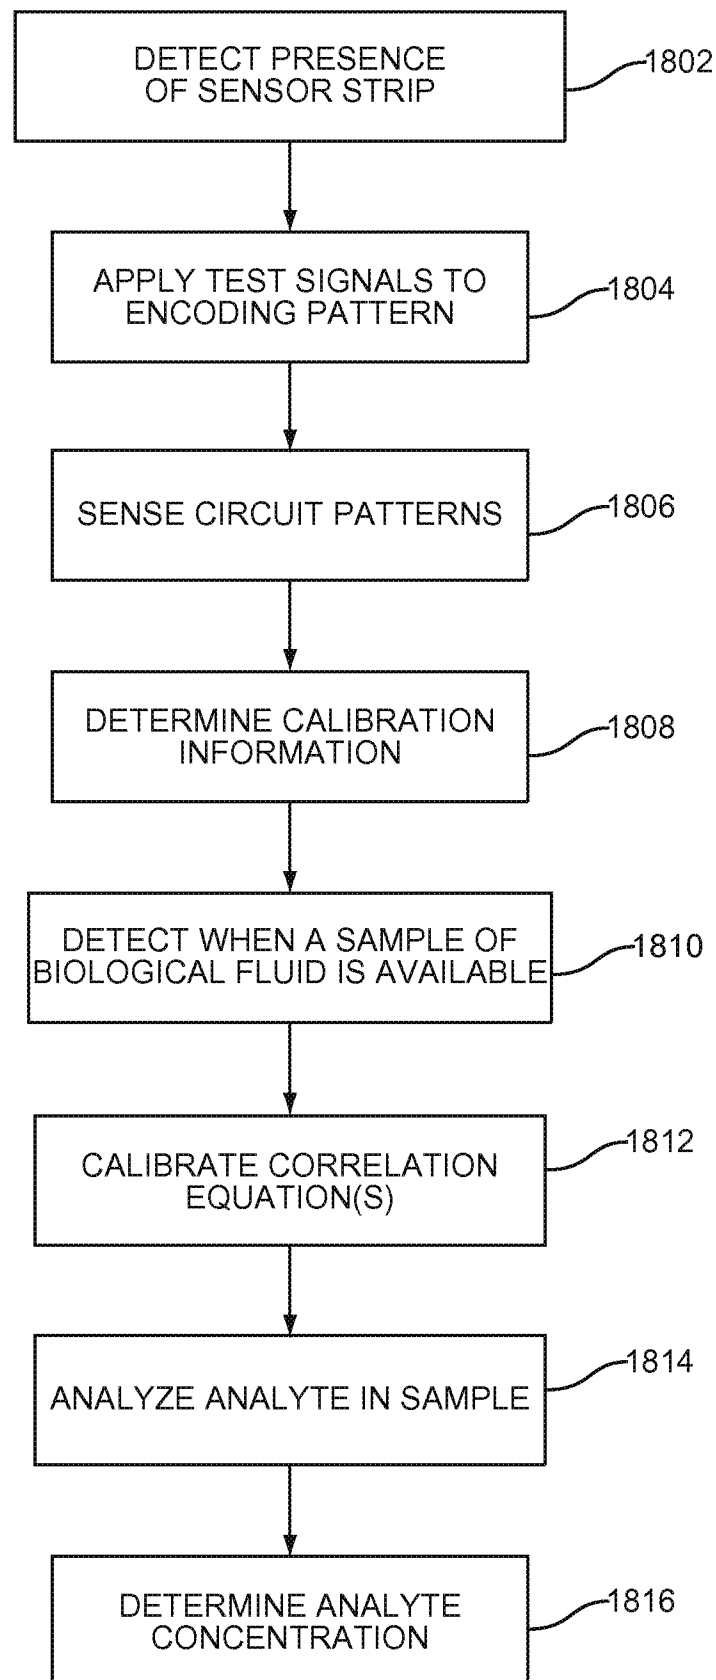 DETECT PRESENCE
OF SENSOR STRIP
1802
APPLY TEST SIGNALS TO
ENCODING PATTERN
1804
SENSE CIRCUIT PATTERNS
1806
DETERMINE CALIBRATION
INFORMATION
1808
DETECT WHEN A SAMPLE OF
BIOLOGICAL FLUID IS AVAILABLE
1810
CALIBRATE CORRELATION
EQUATION(S)
1812
ANALYZE ANALYTE IN SAMPLE
1814
DETERMINE ANALYTE
CONCENTRATION
1816